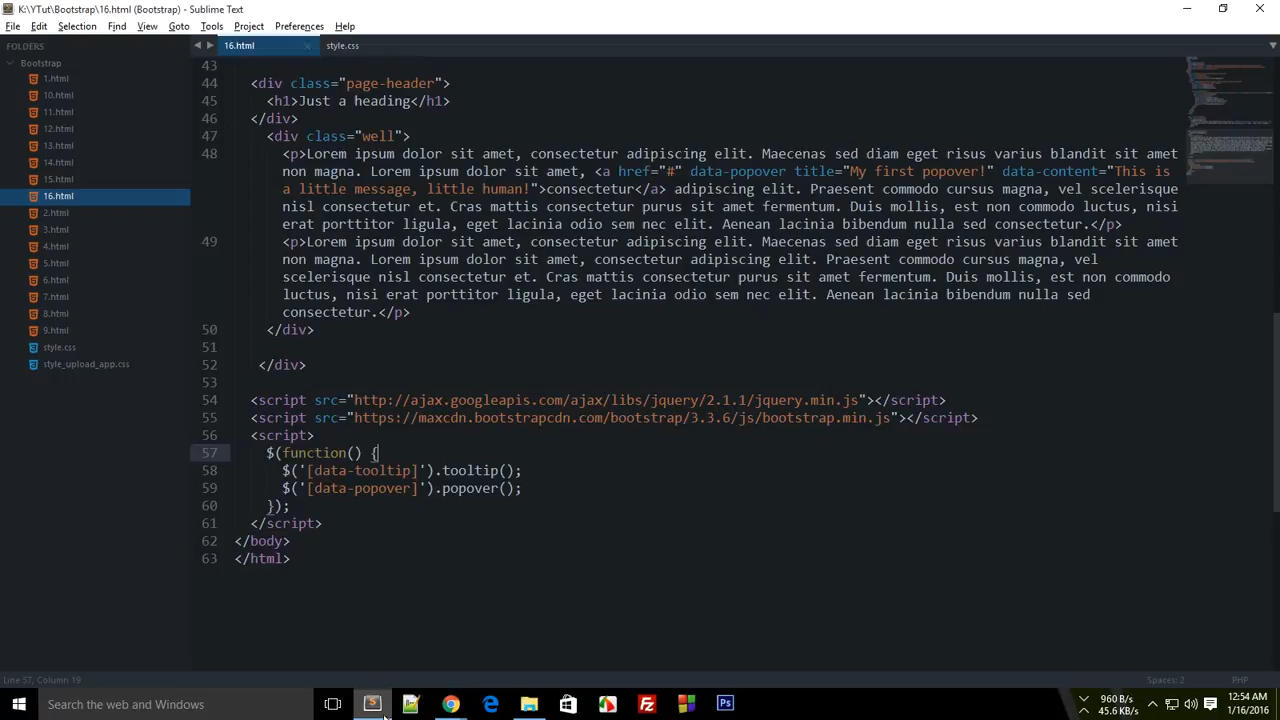 K:\YTut\Bootstrap\16.html (Bootstrap) - Sublime Text
File Edit Selection Find View Goto Tools Project Preferences Help
FOLDERS
Bootstrap
1.html
10.html
11.html
12.html
13.html
14.html
15.html
16.html
2.html
3.html
4.html
5.html
6.html
7.html
8.html
9.html
style.css
style_upload_app.css
16.html × style.css
43
44 <div class="page-header">
45 <h1>Just a heading</h1>
46 </div>
47 <div class="well">
48 <p>Lorem ipsum dolor sit amet, consectetur adipiscing elit. Maecenas sed diam eget risus varius blandit sit amet
non magna. Lorem ipsum dolor sit amet, <a href="#" data-popover title="My first popover!" data-content="This is
a little message, little human!">consectetur</a> adipiscing elit. Praesent commodo cursus magna, vel scelerisque
nisl consectetur et. Cras mattis consectetur purus sit amet fermentum. Duis mollis, est non commodo luctus, nisi
erat porttitor ligula, eget lacinia odio sem nec elit. Aenean lacinia bibendum nulla sed consectetur.</p>
49 <p>Lorem ipsum dolor sit amet, consectetur adipiscing elit. Maecenas sed diam eget risus varius blandit sit amet
non magna. Lorem ipsum dolor sit amet, consectetur adipiscing elit. Praesent commodo cursus magna, vel
scelerisque nisl consectetur et. Cras mattis consectetur purus sit amet fermentum. Duis mollis, est non commodo
luctus, nisi erat porttitor ligula, eget lacinia odio sem nec elit. Aenean lacinia bibendum nulla sed
consectetur.</p>
50 </div>
51
52 </div>
53
54 <script src="http://ajax.googleapis.com/ajax/libs/jquery/2.1.1/jquery.min.js"></script>
55 <script src="https://maxcdn.bootstrapcdn.com/bootstrap/3.3.6/js/bootstrap.min.js"></script>
56 <script>
57 $(function() {
58 $('[data-tooltip]').tooltip();
59 $('[data-popover]').popover();
60 });
61 </script>
62 </body>
63 </html>
Line 57, Column 19
Spaces: 2
PHP
Search the web and Windows
S
Ps
960 B/s
45.6 KB/s
12:54 AM
1/16/2016